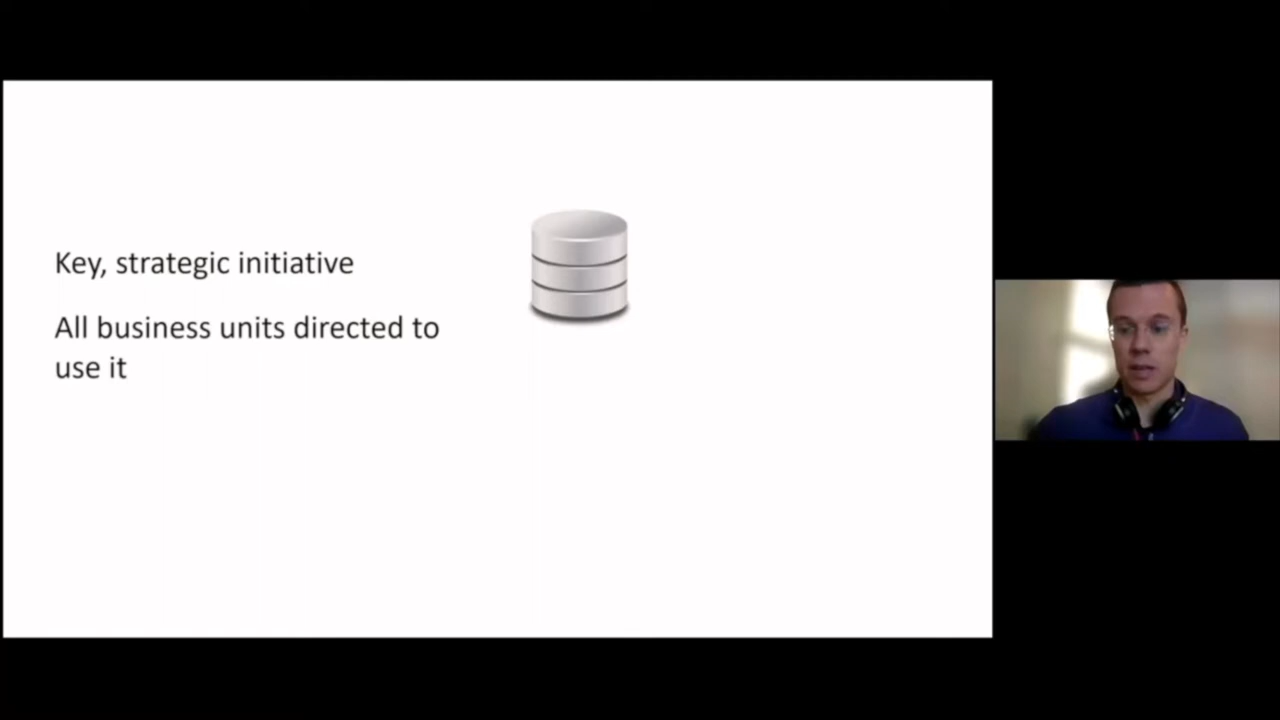 Key, strategic initiative
All business units directed to
use it